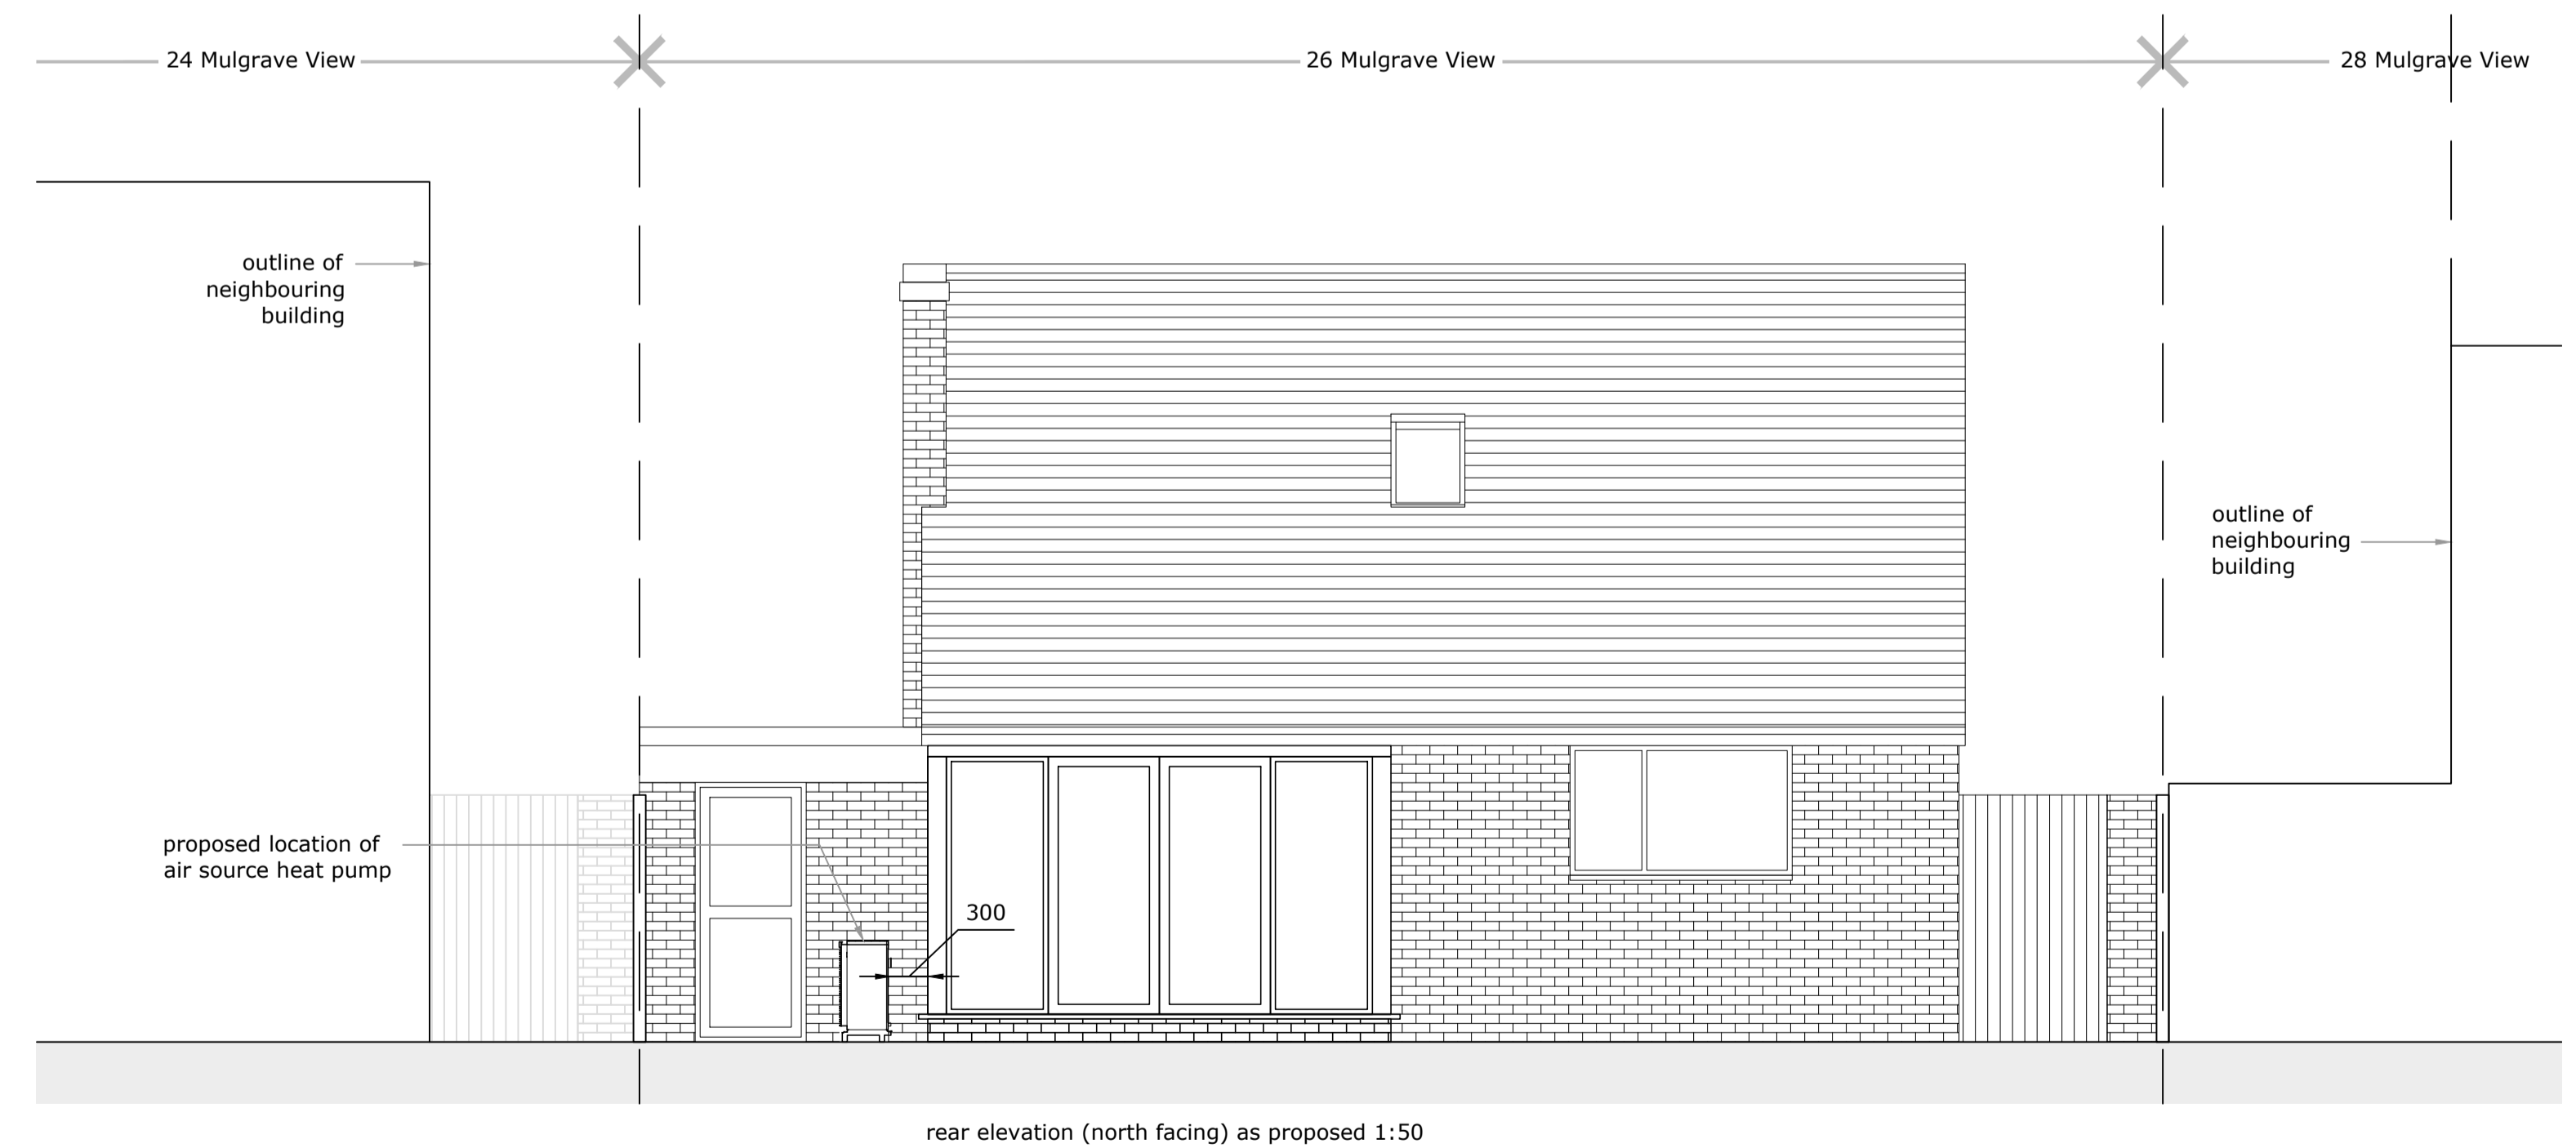 24 Mulgrave View
26 Mulgrave View
28 Mulgrave View
outline of
neighbouring
building
outline of
neighbouring
building
proposed location of
air source heat pump
300
rear elevation (north facing) as proposed 1:50